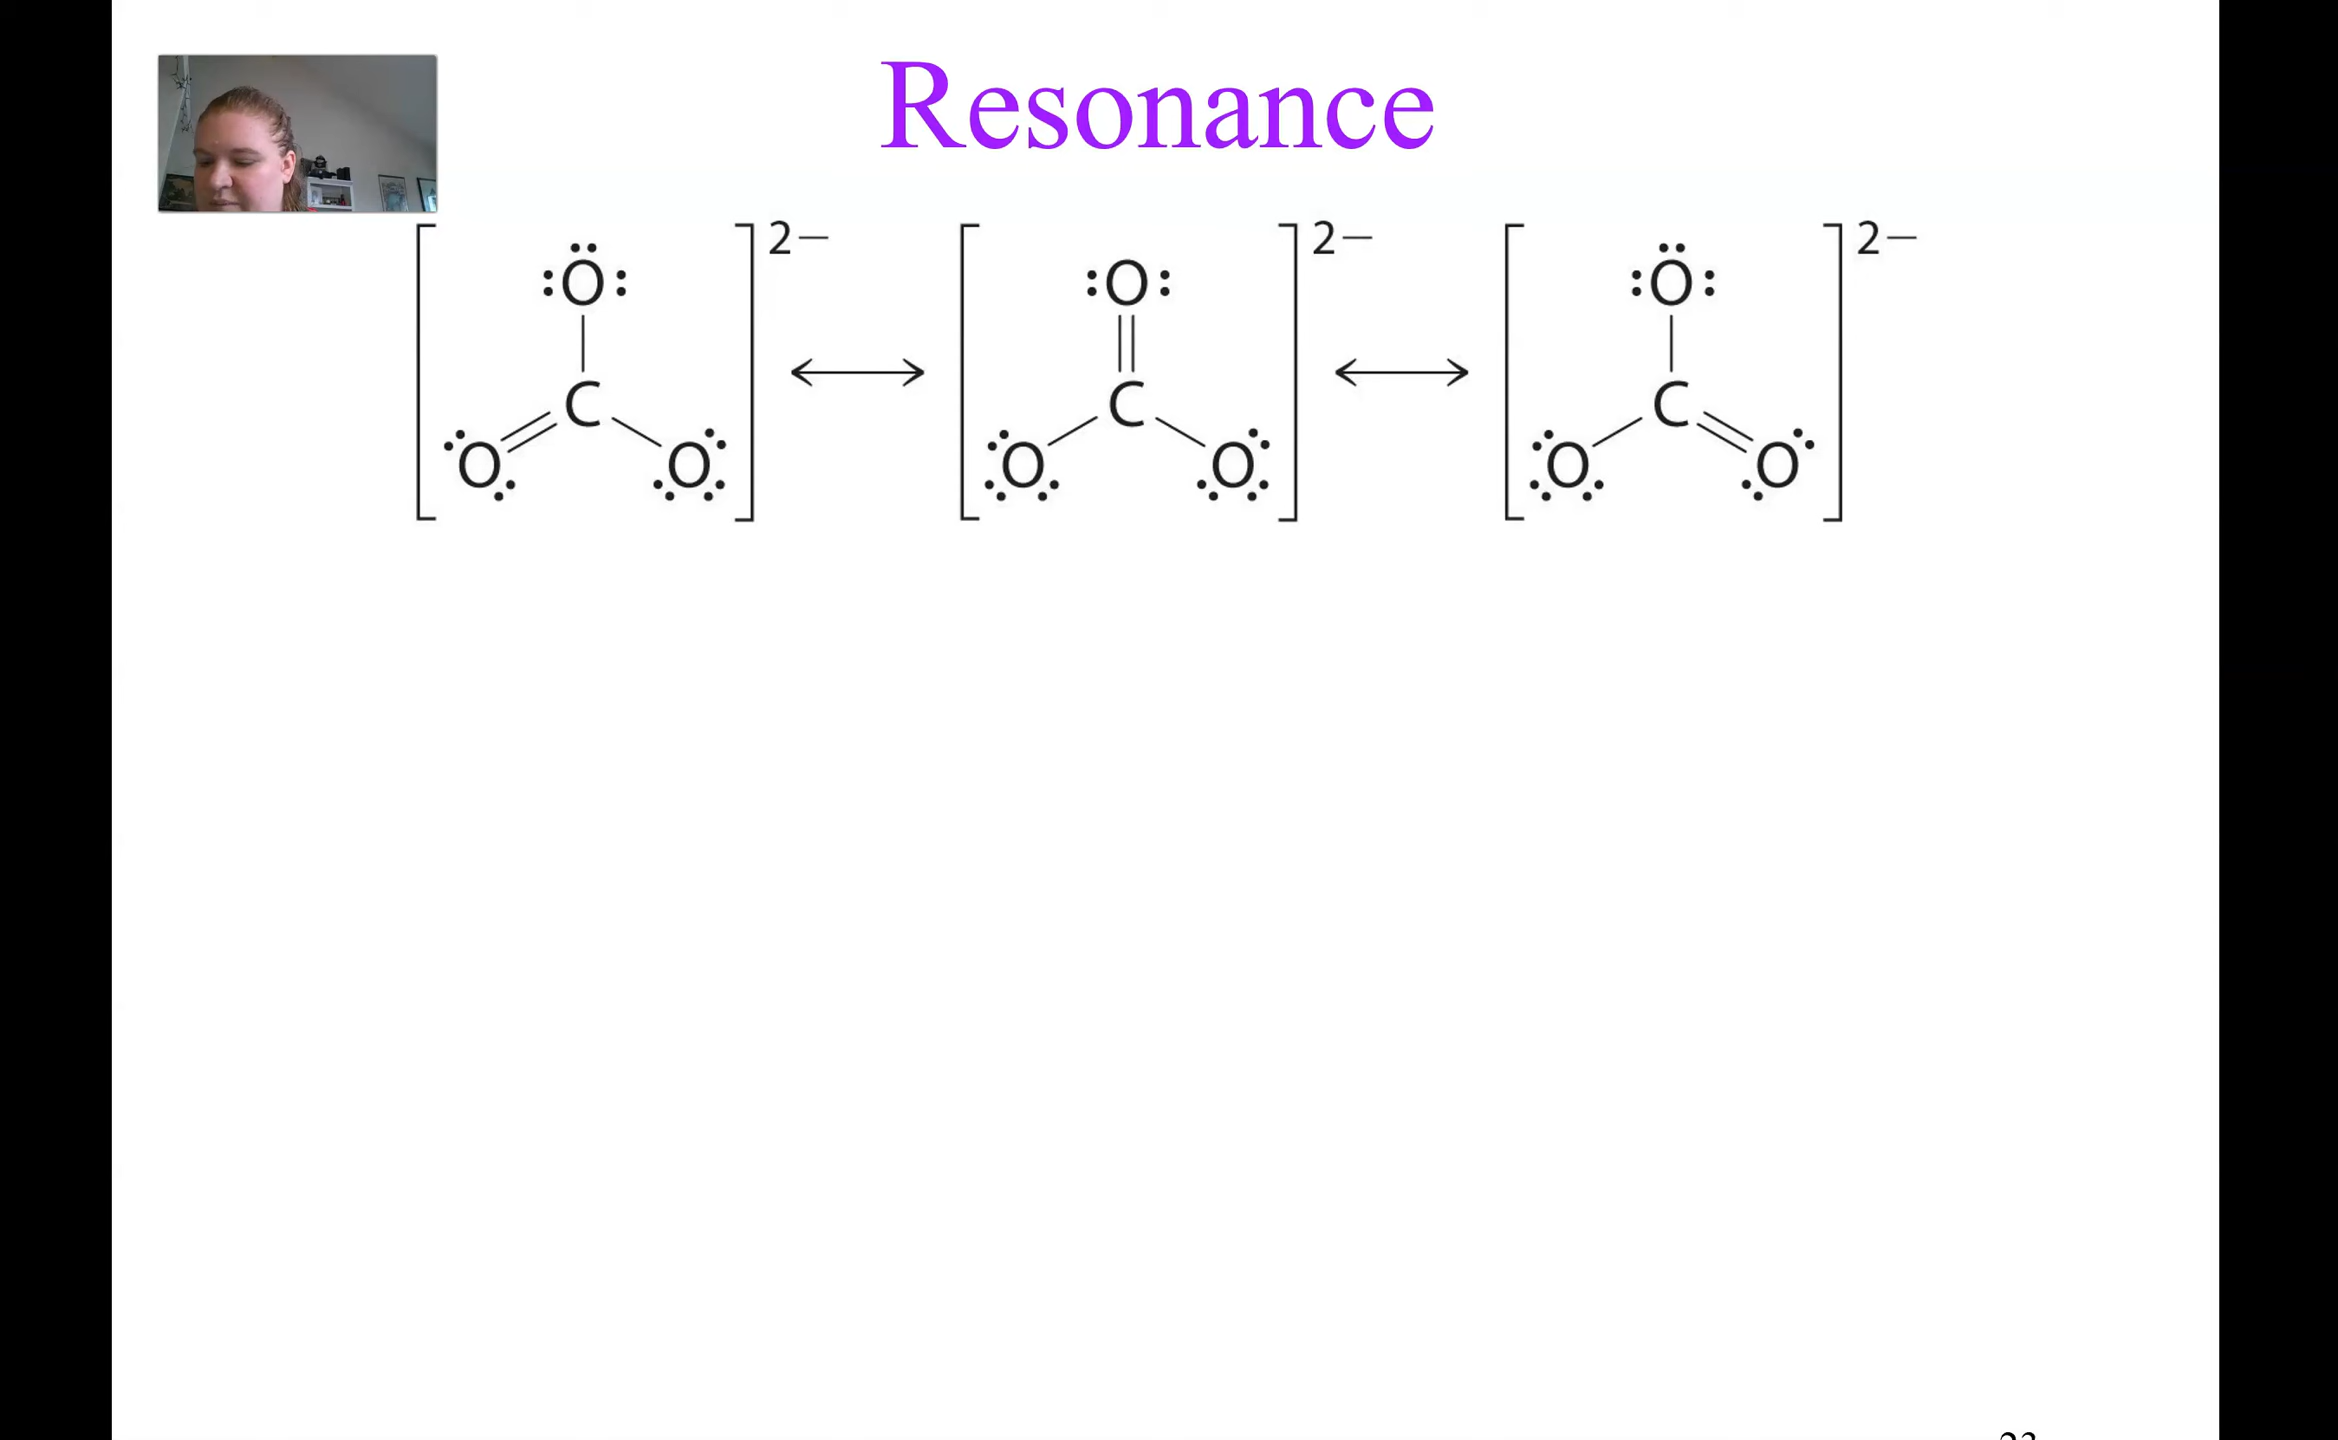 Resonance
2− 2− 2−
:O: :O: :O:
C C C
O O O O O O